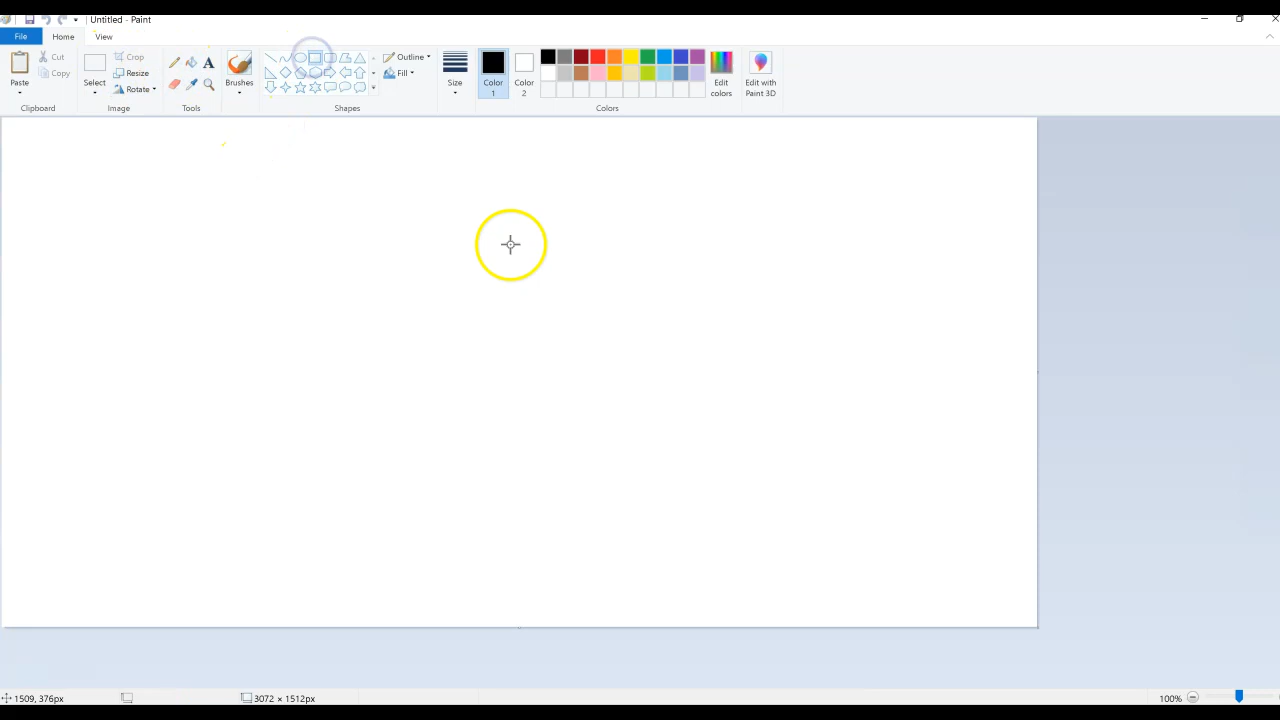 Untitled - Paint
File Home View
Paste Cut Copy Clipboard
Select Crop Resize Rotate Image
Tools
Brushes
Outline Fill Shapes
Size
Color 1
Color 2
Edit colors
Colors
Edit with Paint 3D
1509, 376px
3072 × 1512px
100%